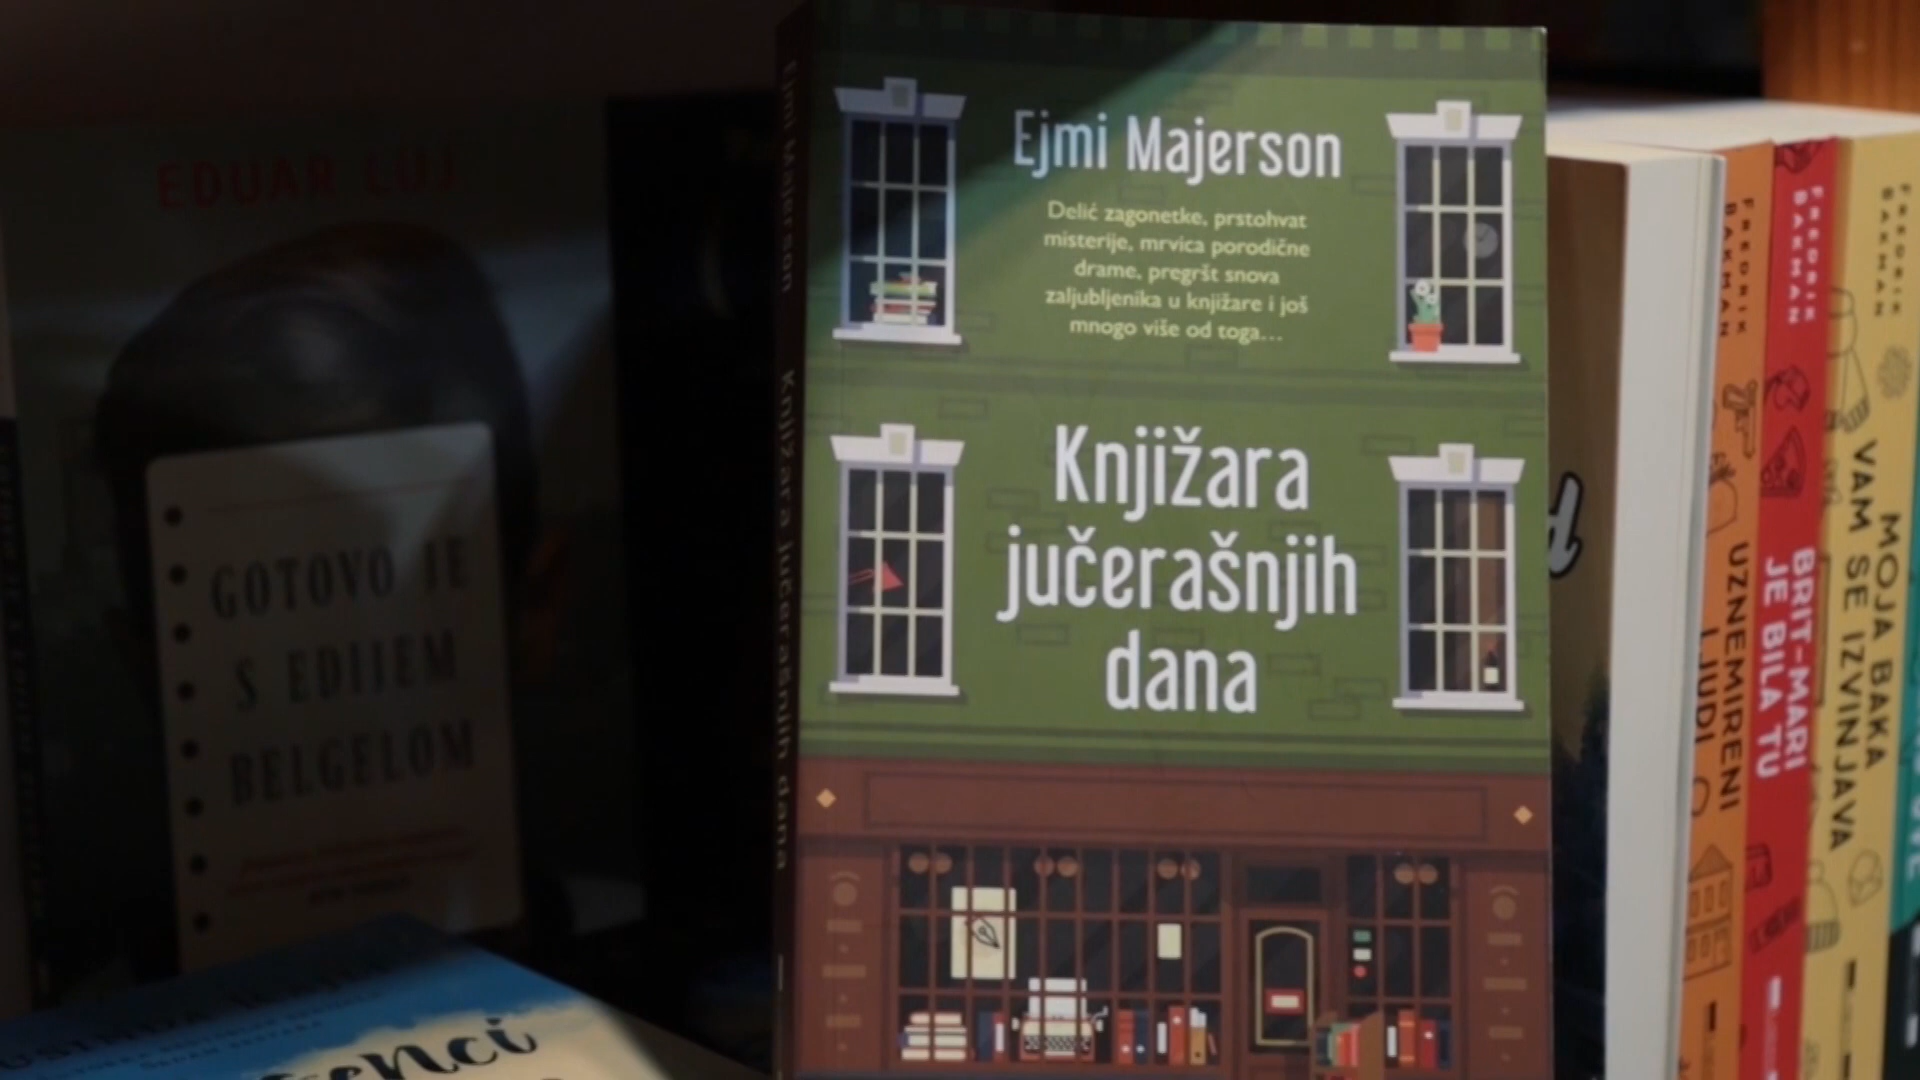 EDUAR LUJ
GOTOVO JE
S EDIJEM
BELGELOM
Ejmi Majerson
Knjižara jučerašnjih dana
Ejmi Majerson
Delić zagonetke, prstohvat
misterije, mrvica porodične
drame, pregršt snova
zaljubljenika u knjižare i još
mnogo više od toga...
Knjižara
jučerašnjih
dana
FREDRIK
BAKMAN
UZNEMIRENI
LJUDI
FREDRIK
BAKMAN
BRIT-MARI
JE BILA TU
FREDRIK
BAKMAN
MOJA BAKA
VAM SE IZVINJAVA